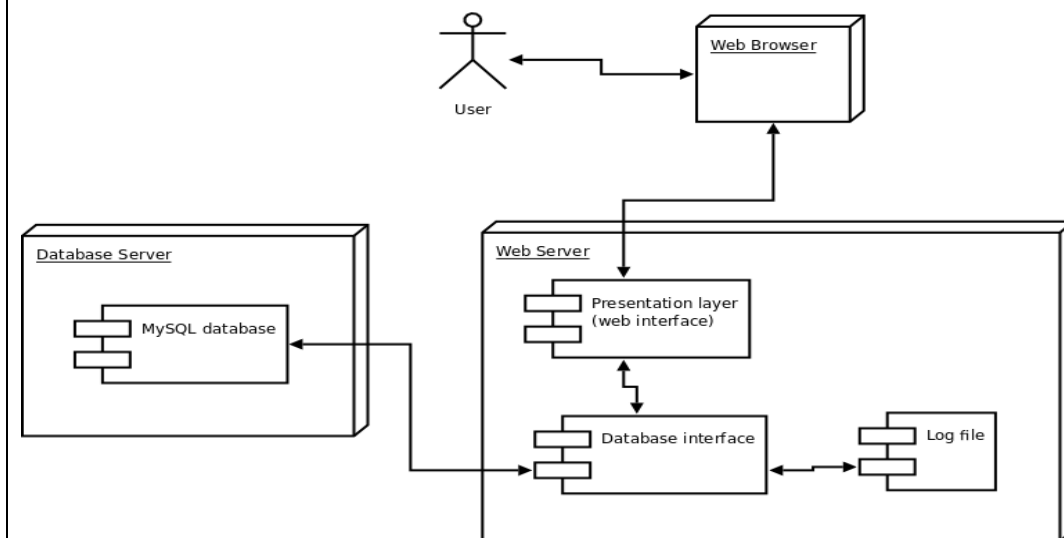 Web Browser
User
Database Server
MySQL database
Web Server
Presentation layer
(web interface)
Database interface
Log file